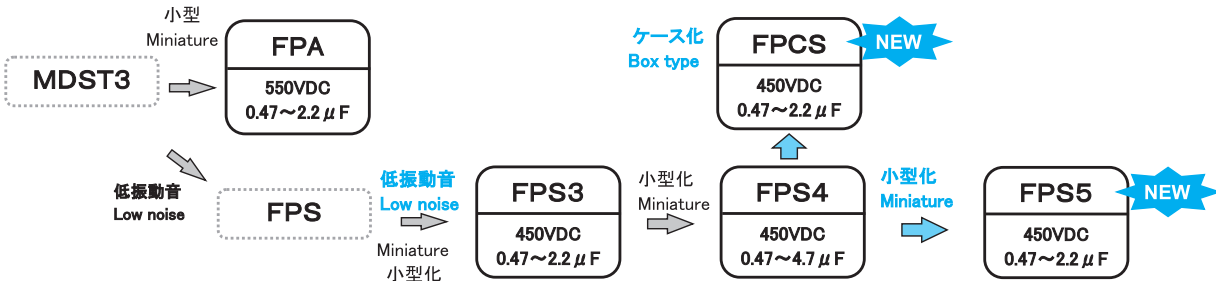 小型
Miniature
MDST3
FPA
550VDC
0.47～2.2μF
ケース化
Box type
FPCS
NEW
450VDC
0.47～2.2μF
低振動音
Low noise
FPS
低振動音
Low noise
Miniature
小型化
FPS3
450VDC
0.47～2.2μF
小型化
Miniature
FPS4
450VDC
0.47～4.7μF
小型化
Miniature
FPS5
NEW
450VDC
0.47～2.2μF